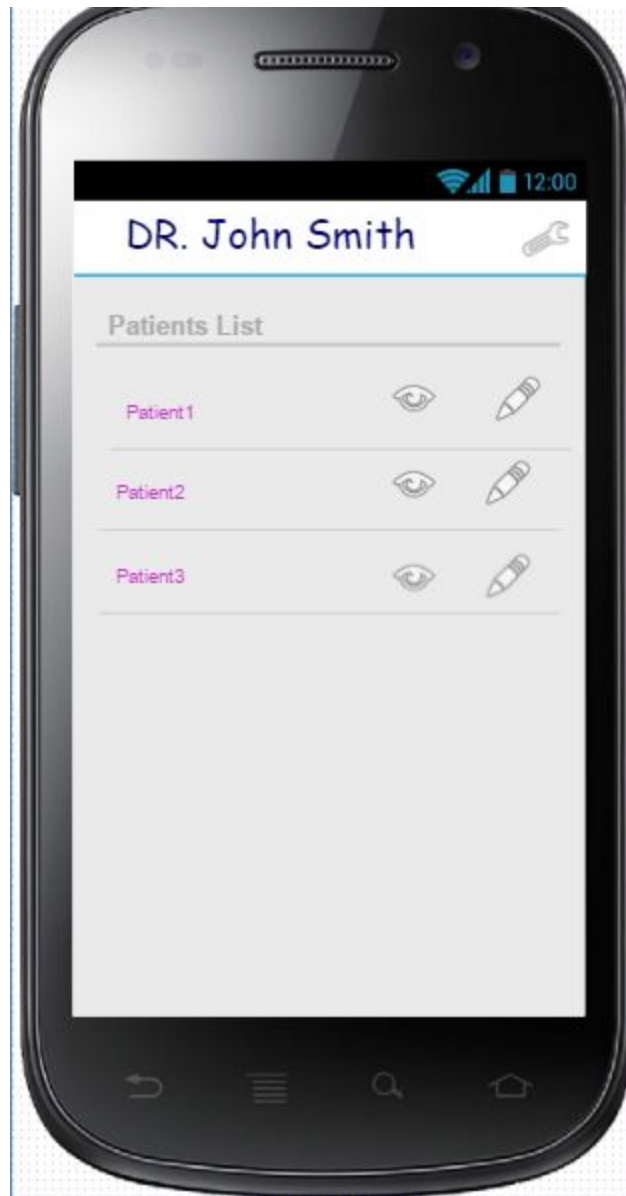 12:00
DR. John Smith
Patients List
Patient1
Patient2
Patient3